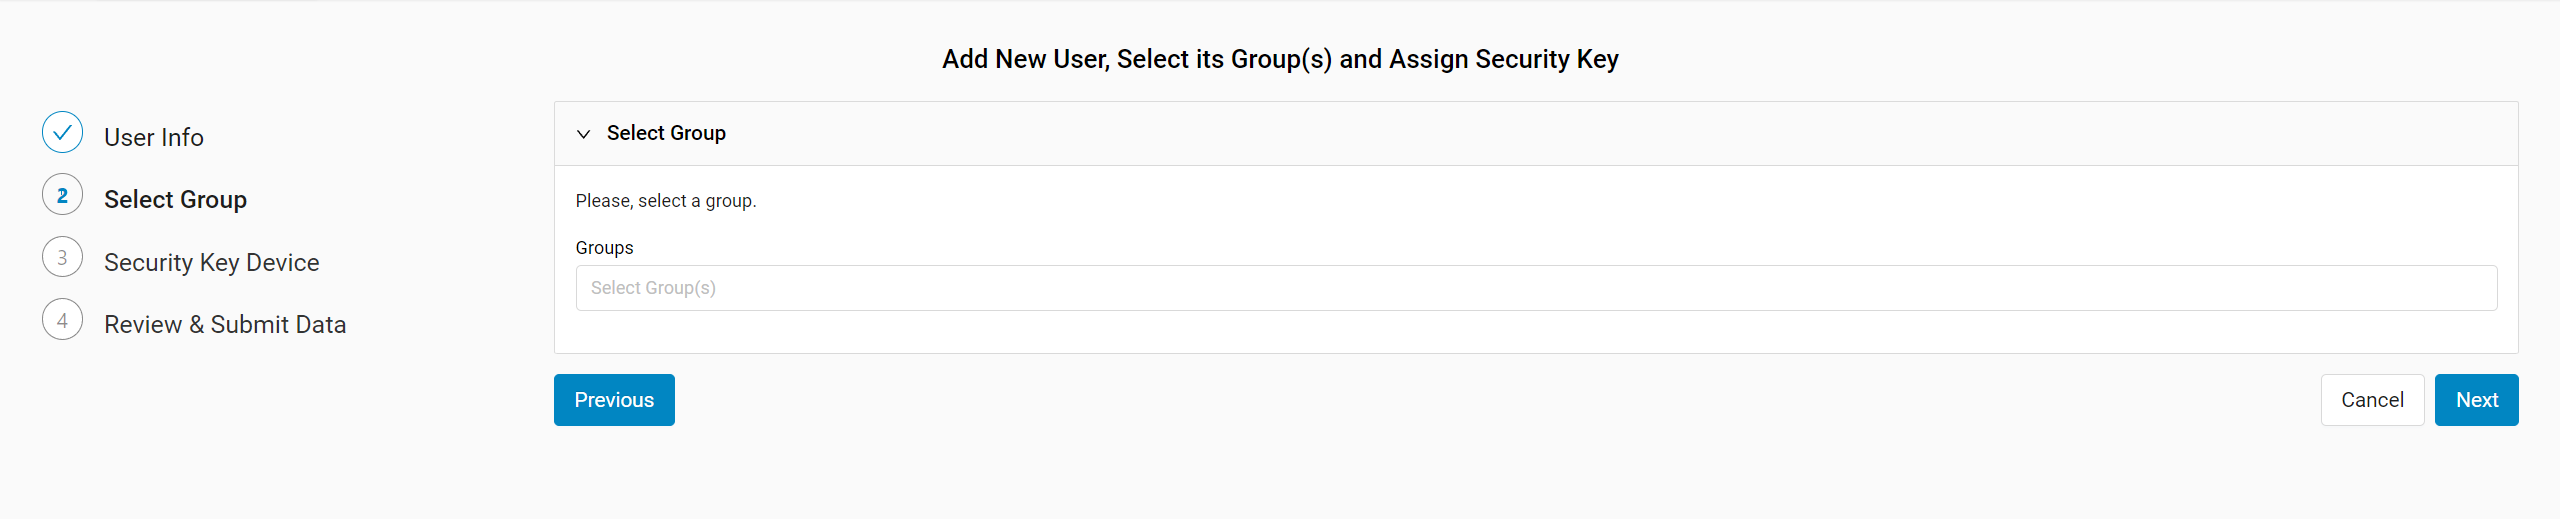 Add New User, Select its Group(s) and Assign Security Key
User Info
2
Select Group
3
Security Key Device
4
Review & Submit Data
Select Group
Please, select a group.
Groups
Select Group(s)
Previous
Cancel
Next